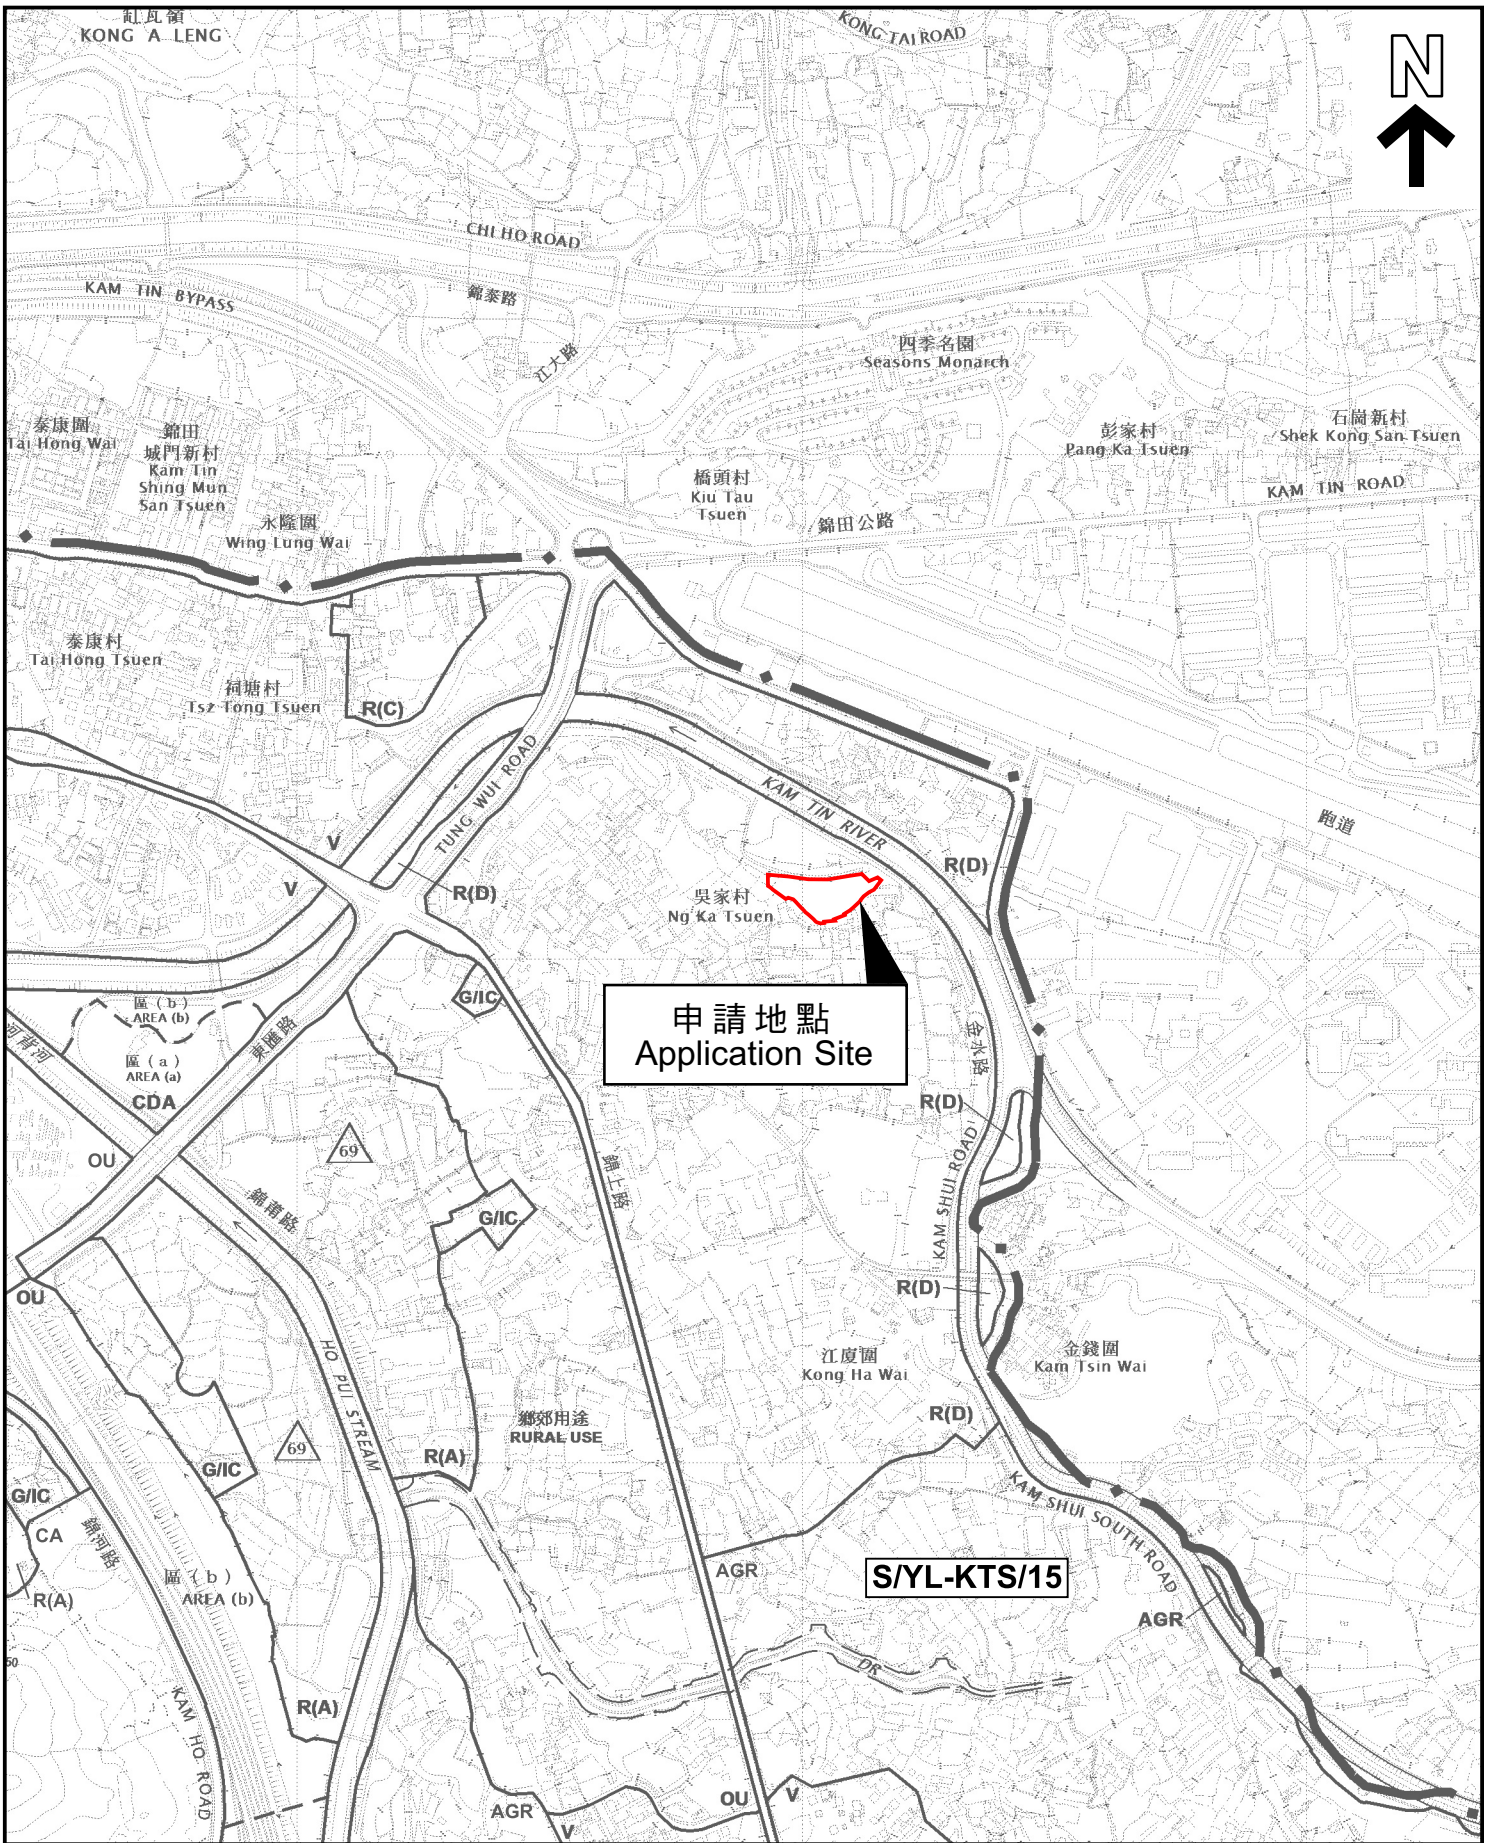 缸瓦嶺
KONG A LENG
KONG TAI ROAD
N
CHI HO ROAD
KAM TIN BYPASS
錦泰路
江大路
四季名園
Seasons Monarch
泰康圍
Tai Hong Wai
錦田
城門新村
Kam Tin
Shing Mun
San Tsuen
永隆圍
Wing Lung Wai
橋頭村
Kiu Tau
Tsuen
彭家村
Pang Ka Tsuen
石崗新村
Shek Kong San Tsuen
KAM TIN ROAD
錦田公路
泰康村
Tai Hong Tsuen
祠塘村
Tsz Tong Tsuen
R(C)
TUNG WUI ROAD
KAM TIN RIVER
跑道
V
V
R(D)
R(D)
吳家村
Ng Ka Tsuen
申請地點
Application Site
G/IC
區 (b)
AREA (b)
河背河
區 (a)
AREA (a)
CDA
東匯路
金水路
R(D)
KAM SHUI ROAD
OU
69
錦上路
錦莆路
G/IC
R(D)
OU
HO PUI STREAM
江廈圍
Kong Ha Wai
金錢圍
Kam Tsin Wai
鄉郊用途
RURAL USE
R(D)
69
G/IC
R(A)
G/IC
CA
錦河路
KAM SHUI SOUTH ROAD
區 (b)
AREA (b)
R(A)
AGR
S/YL-KTS/15
AGR
50
DR
KAM HO ROAD
R(A)
AGR
V
OU
V